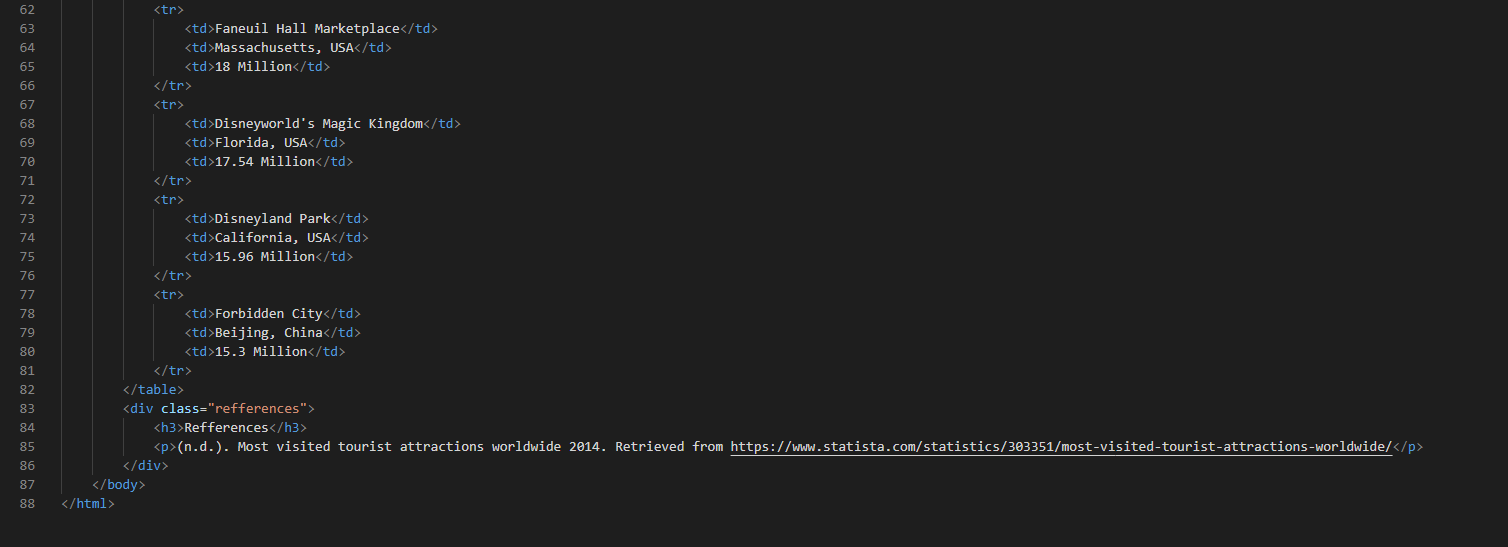 62 <tr>
63 <td>Faneuil Hall Marketplace</td>
64 <td>Massachusetts, USA</td>
65 <td>18 Million</td>
66 </tr>
67 <tr>
68 <td>Disneyworld's Magic Kingdom</td>
69 <td>Florida, USA</td>
70 <td>17.54 Million</td>
71 </tr>
72 <tr>
73 <td>Disneyland Park</td>
74 <td>California, USA</td>
75 <td>15.96 Million</td>
76 </tr>
77 <tr>
78 <td>Forbidden City</td>
79 <td>Beijing, China</td>
80 <td>15.3 Million</td>
81 </tr>
82 </table>
83 <div class="refferences">
84 <h3>Refferences</h3>
85 <p>(n.d.). Most visited tourist attractions worldwide 2014. Retrieved from https://www.statista.com/statistics/303351/most-visited-tourist-attractions-worldwide/</p>
86 </div>
87 </body>
88 </html>